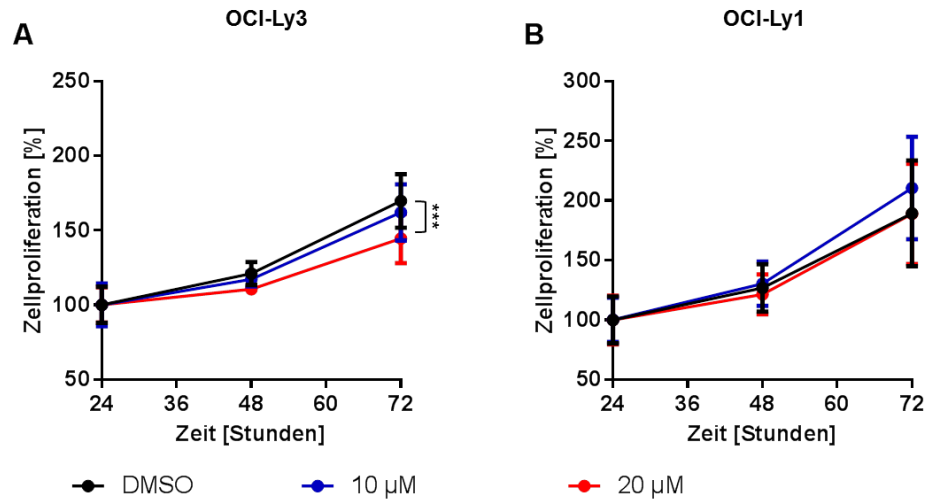 OCI-Ly3
OCI-Ly1
A
B
Zellproliferation [%]
250
200
150
100
50
***
24
36
48
60
72
Zeit [Stunden]
Zellproliferation [%]
300
250
200
150
100
50
24
36
48
60
72
Zeit [Stunden]
DMSO
10 µM
20 µM